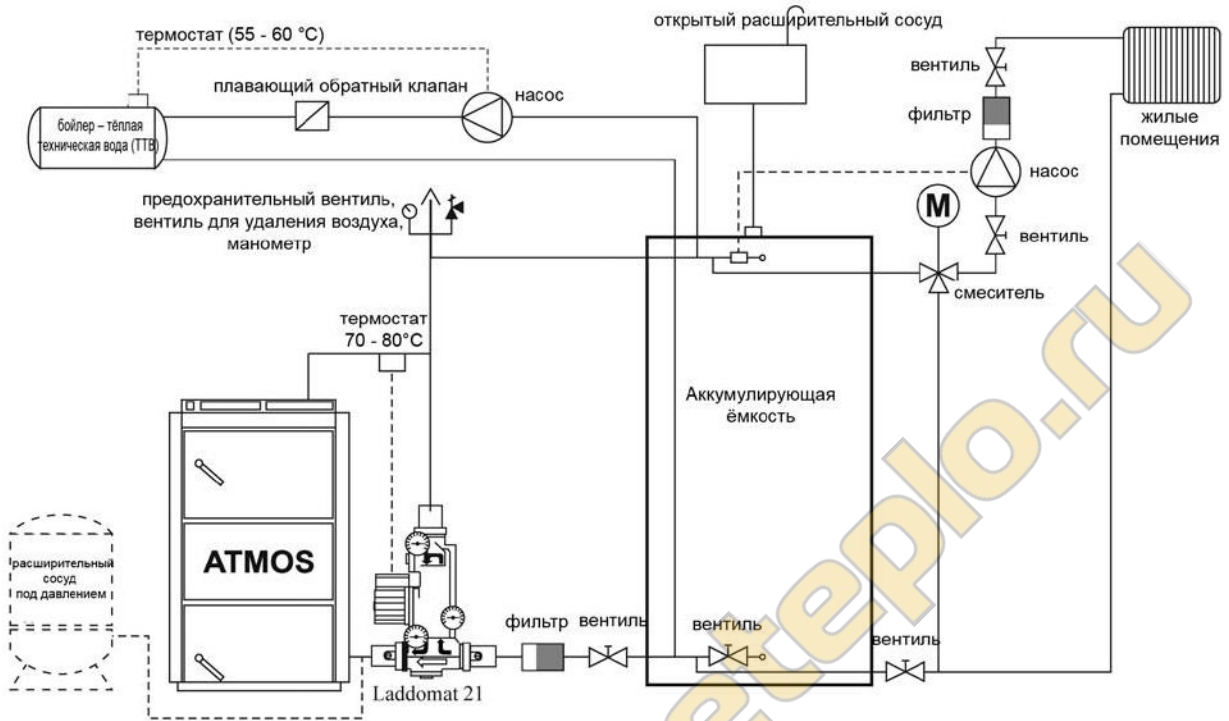 открытый расширительный сосуд
термостат (55 - 60 °C)
вентиль
плавающий обратный клапан
насос
фильтр
жилые
помещения
бойлер – тёплая
техническая вода (ТТВ)
насос
предохранительный вентиль,
вентиль для удаления воздуха,
манометр
M
вентиль
смеситель
термостат
70 - 80°C
Аккумулирующая
ёмкость
ATMOS
расширительный
сосуд
под давлением
фильтр
вентиль
вентиль
вентиль
Laddomat 21
eteplo.ru